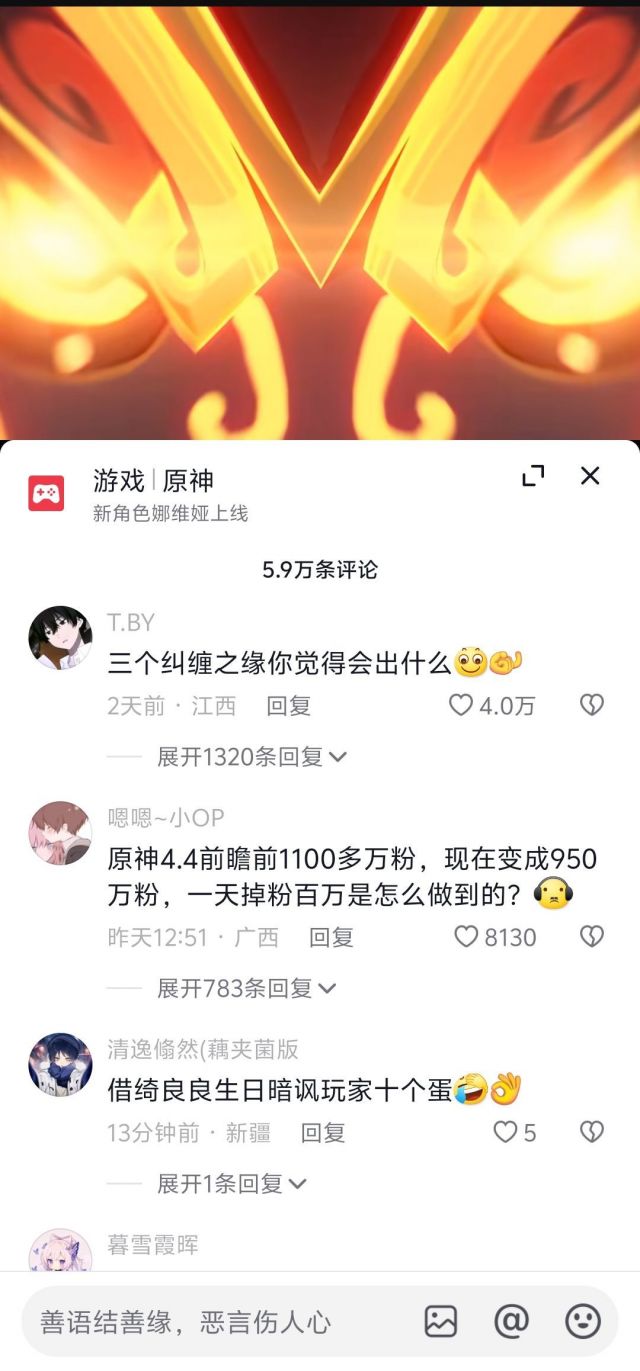 游戏 | 原神
新角色娜维娅上线
5.9万条评论
T.BY
三个纠缠之缘你觉得会出什么
2天前 · 江西 回复 4.0万
展开1320条回复
嗯嗯~小OP
原神4.4前瞻前1100多万粉，现在变成950
万粉，一天掉粉百万是怎么做到的？
昨天12:51 · 广西 回复 8130
展开783条回复
清逸翛然(藕夹菌版
借绮良良生日暗讽玩家十个蛋
13分钟前 · 新疆 回复 5
展开1条回复
暮雪霞晖
善语结善缘，恶言伤人心